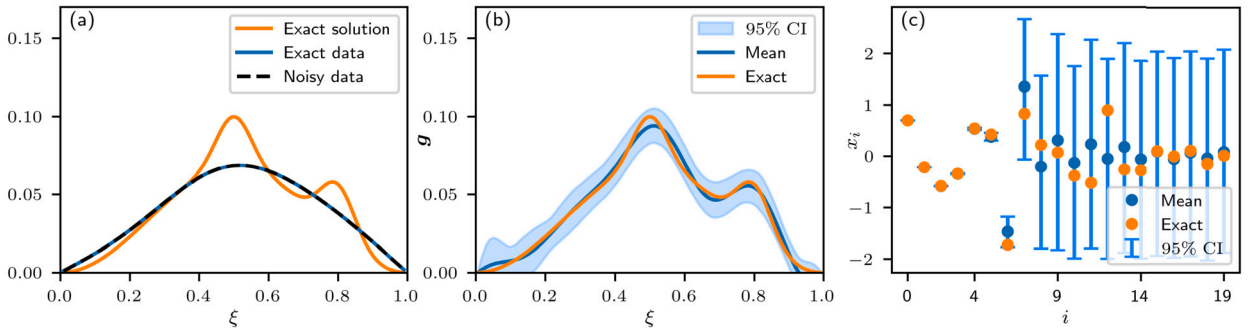 (a)
Exact solution
Exact data
Noisy data
0.15
0.10
0.05
0.00
0.0
0.2
0.4
0.6
0.8
1.0
ξ
(b)
95% CI
Mean
Exact
g
0.15
0.10
0.05
0.00
0.0
0.2
0.4
0.6
0.8
1.0
ξ
(c)
x_i
2
1
0
−1
−2
Mean
Exact
95% CI
0
4
9
14
19
i